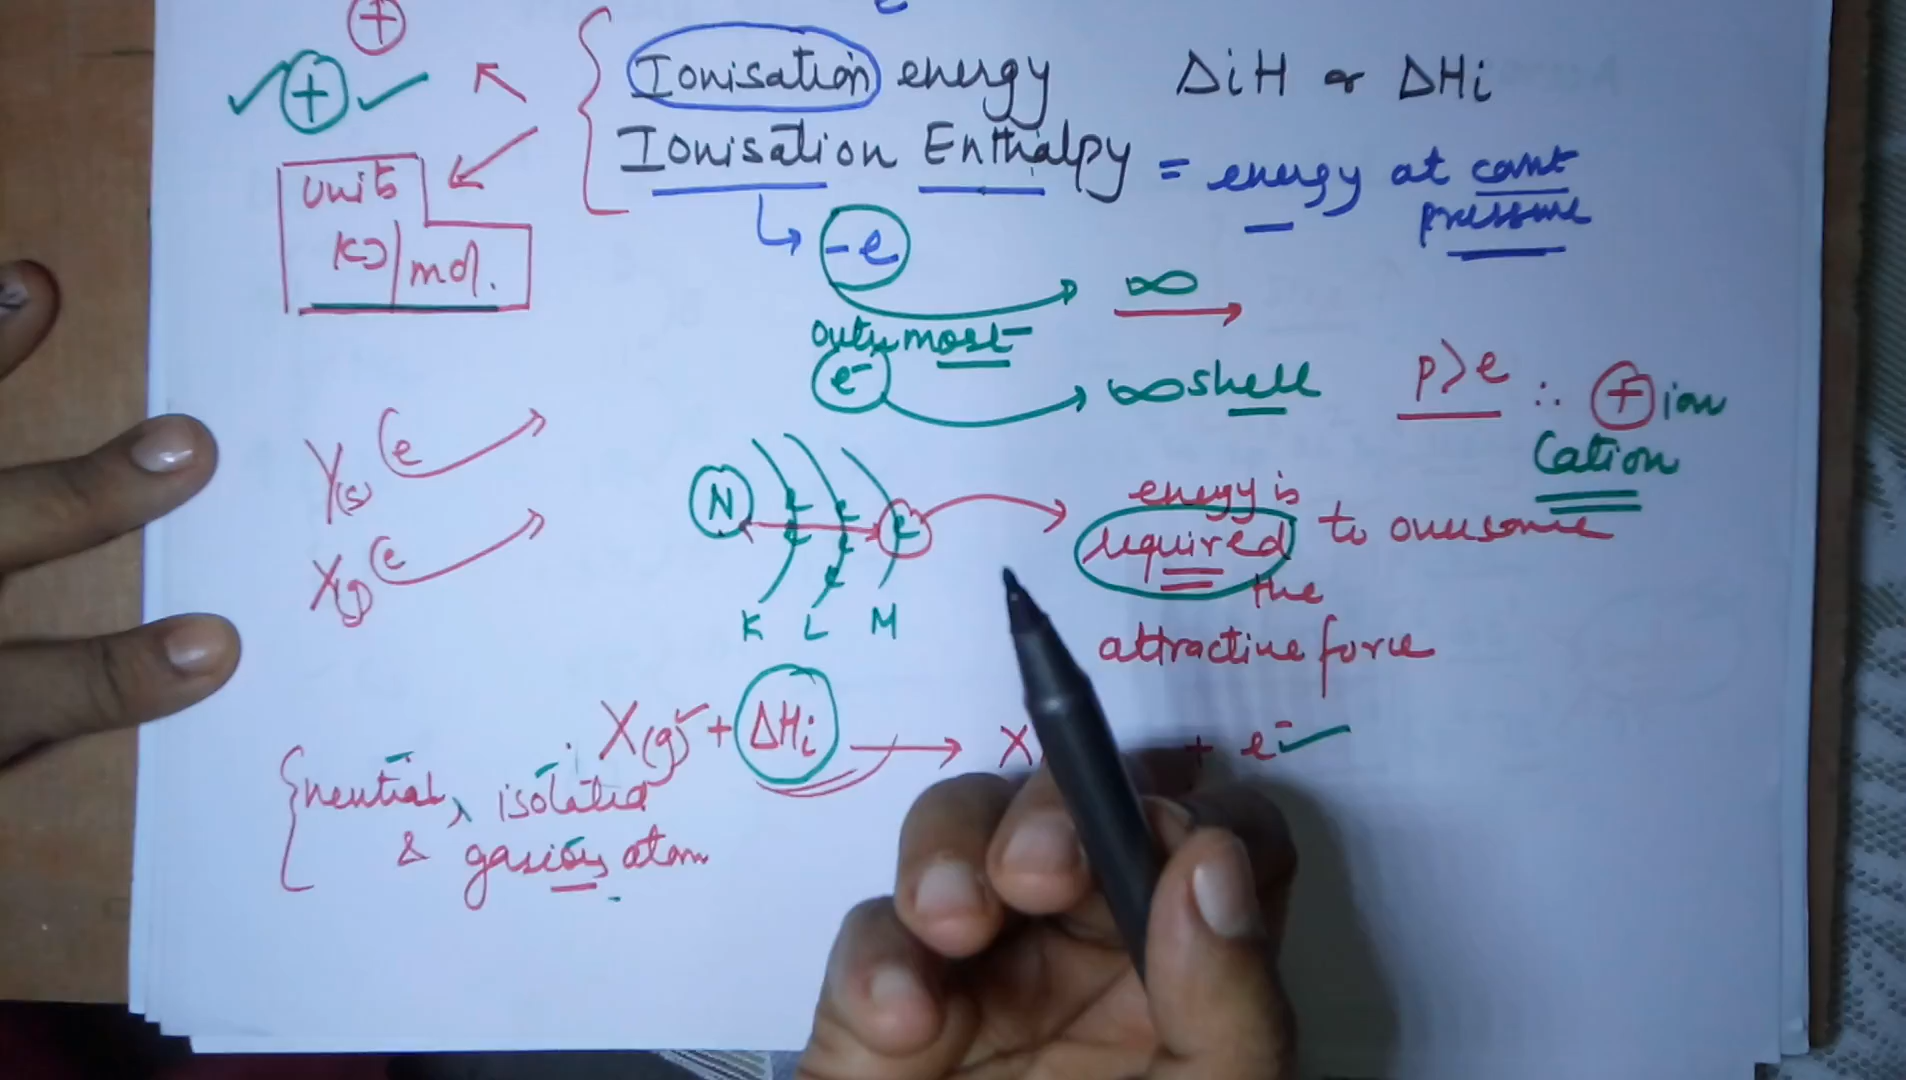 +
+
Ionisation energy ΔiH or ΔHi
Ionisation Enthalpy = energy at const
pressure
units
KJ/mol.
-e
∞
outermost
e⁻ ∞ shell
p>e ∴ + ion
Cation
Y(s) e
X(g) e
N
K L M
energy is
required to overcome
the
attractive force
X(g) + ΔHi → X + e⁻
neutral, isolated
& gaseous atom